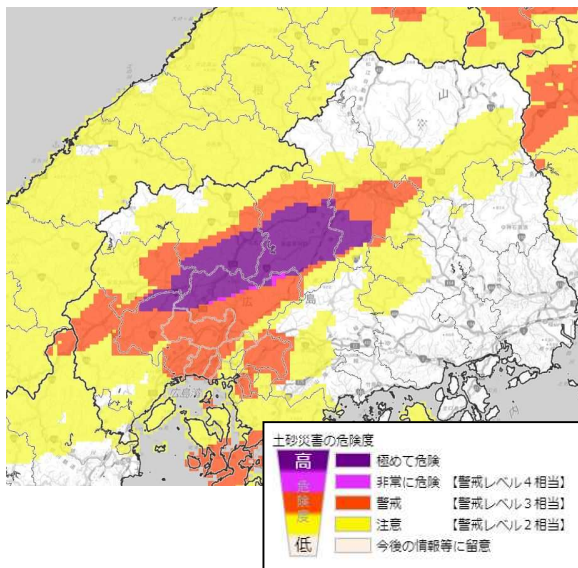 広
島
土砂災害の危険度
高
危
険
度
低
極めて危険
非常に危険 【警戒レベル4相当】
警戒 【警戒レベル3相当】
注意 【警戒レベル2相当】
今後の情報等に留意